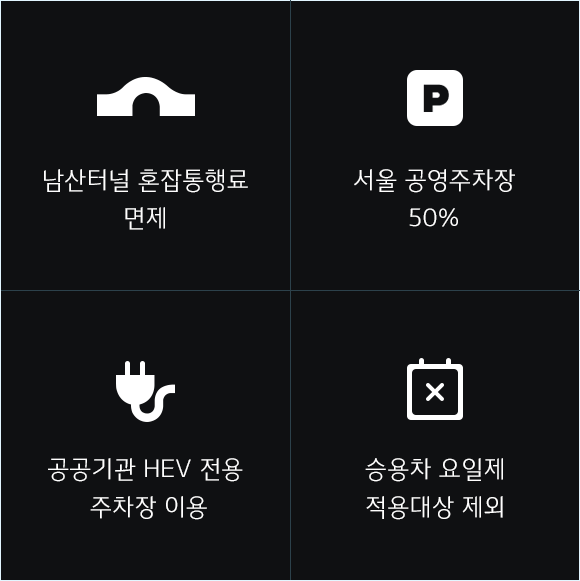 남산터널 혼잡통행료
면제
P
서울 공영주차장
50%
공공기관 HEV 전용
주차장 이용
승용차 요일제
적용대상 제외